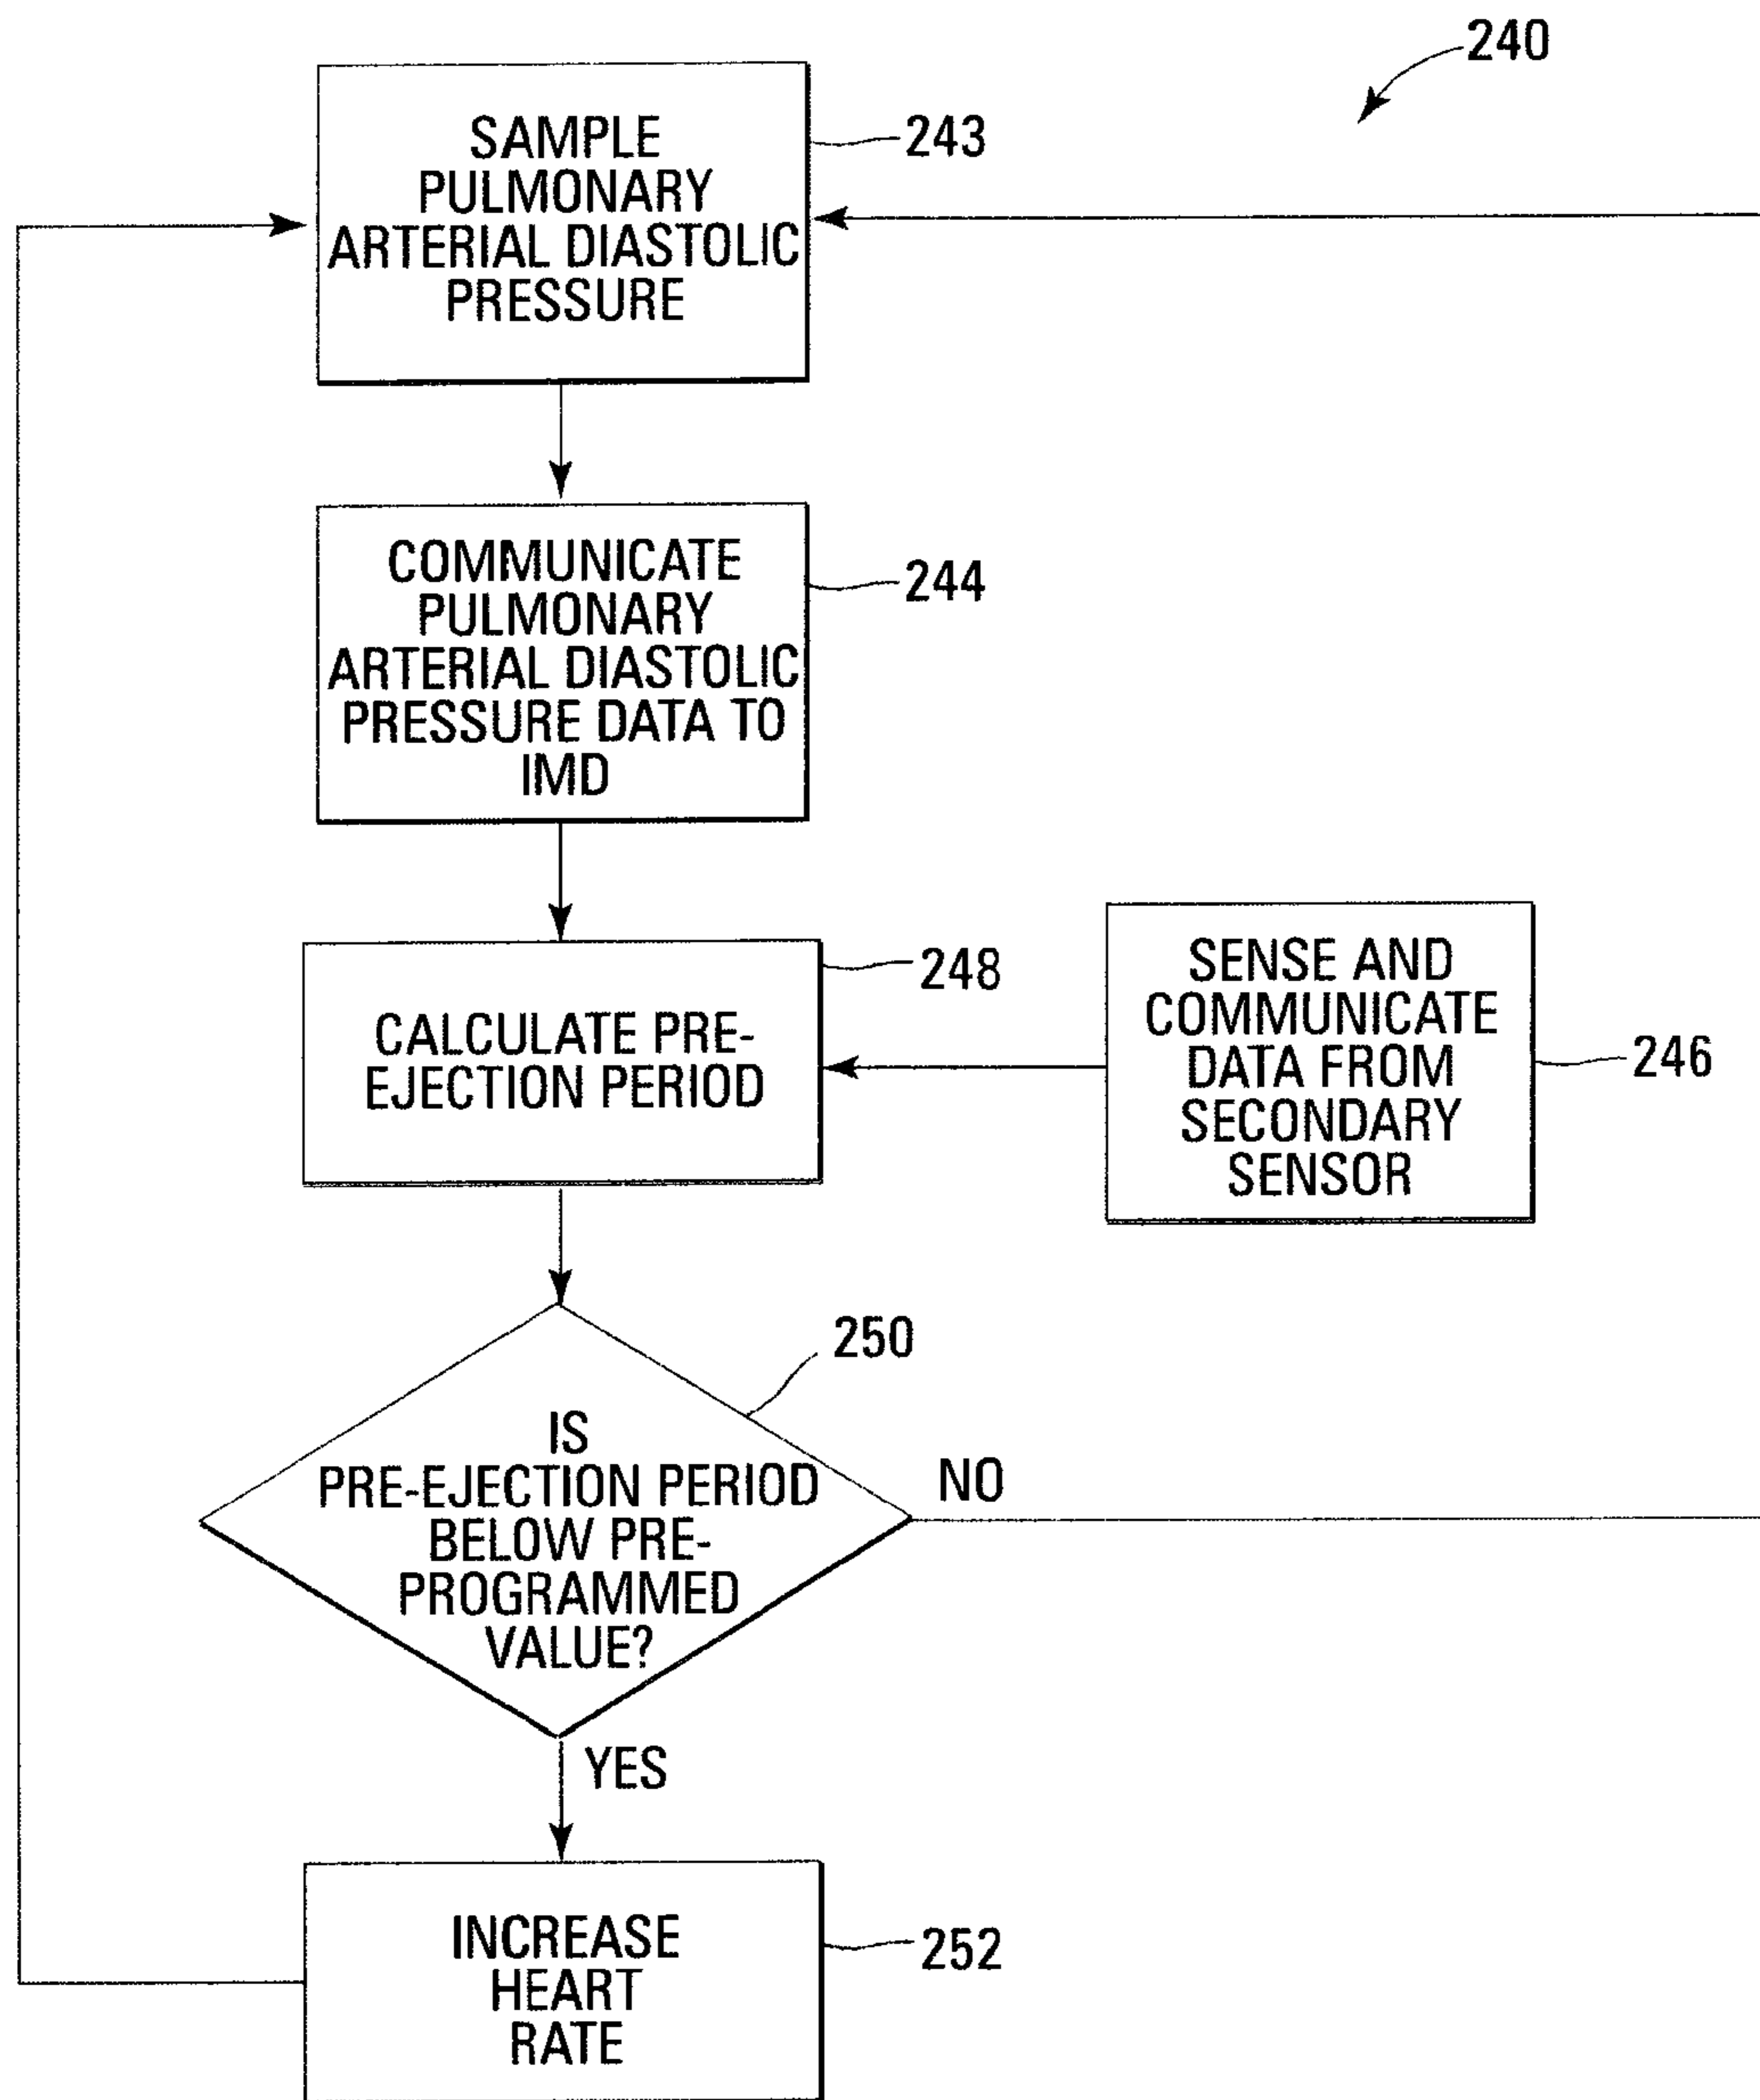 240
SAMPLE
PULMONARY
ARTERIAL DIASTOLIC
PRESSURE
243
COMMUNICATE
PULMONARY
ARTERIAL DIASTOLIC
PRESSURE DATA TO
IMD
244
CALCULATE PRE-
EJECTION PERIOD
248
SENSE AND
COMMUNICATE
DATA FROM
SECONDARY
SENSOR
246
IS
PRE-EJECTION PERIOD
BELOW PRE-
PROGRAMMED
VALUE?
250
NO
YES
INCREASE
HEART
RATE
252